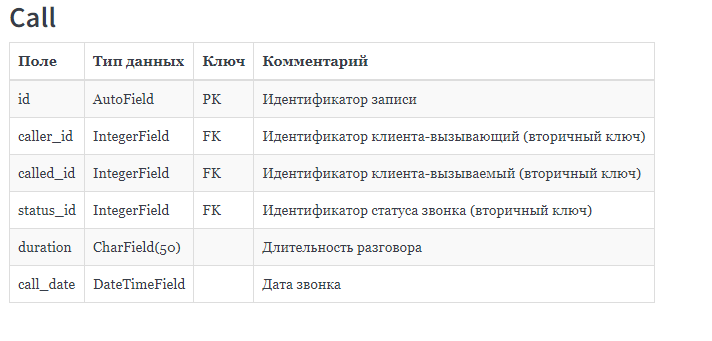 Call
Поле Тип данных Ключ Комментарий
id AutoField PK Идентификатор записи
caller_id IntegerField FK Идентификатор клиента-вызывающий (вторичный ключ)
called_id IntegerField FK Идентификатор клиента-вызываемый (вторичный ключ)
status_id IntegerField FK Идентификатор статуса звонка (вторичный ключ)
duration CharField(50) Длительность разговора
call_date DateTimeField Дата звонка